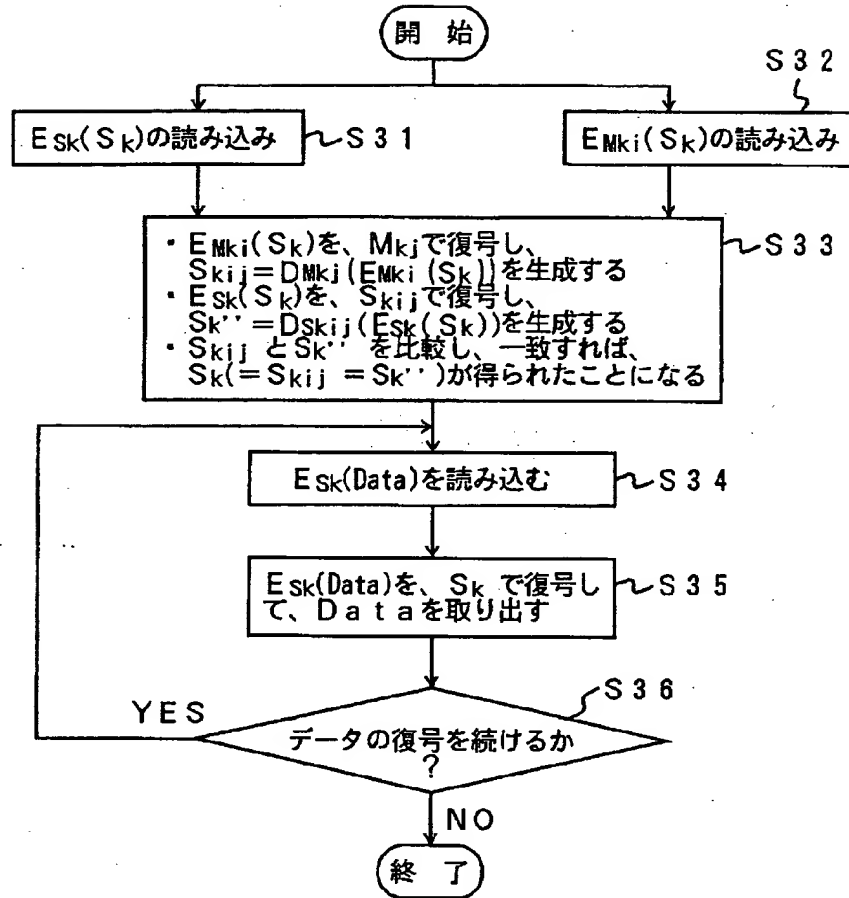 開 始
S32
ESk(Sk)の読み込み
S31
EMki(Sk)の読み込み
・EMki(Sk)を、Mkjで復号し、
Skij=DMkj(EMki(Sk))を生成する
・ESk(Sk)を、Skijで復号し、
Sk''=DSkij(ESk(Sk))を生成する
・Skij とSk'' を比較し、一致すれば、
Sk(=Skij =Sk'')が得られたことになる
S33
ESk(Data)を読み込む
S34
ESk(Data)を、Sk で復号し
て、Dataを取り出す
S35
S36
YES
データの復号を続けるか
?
NO
終 了